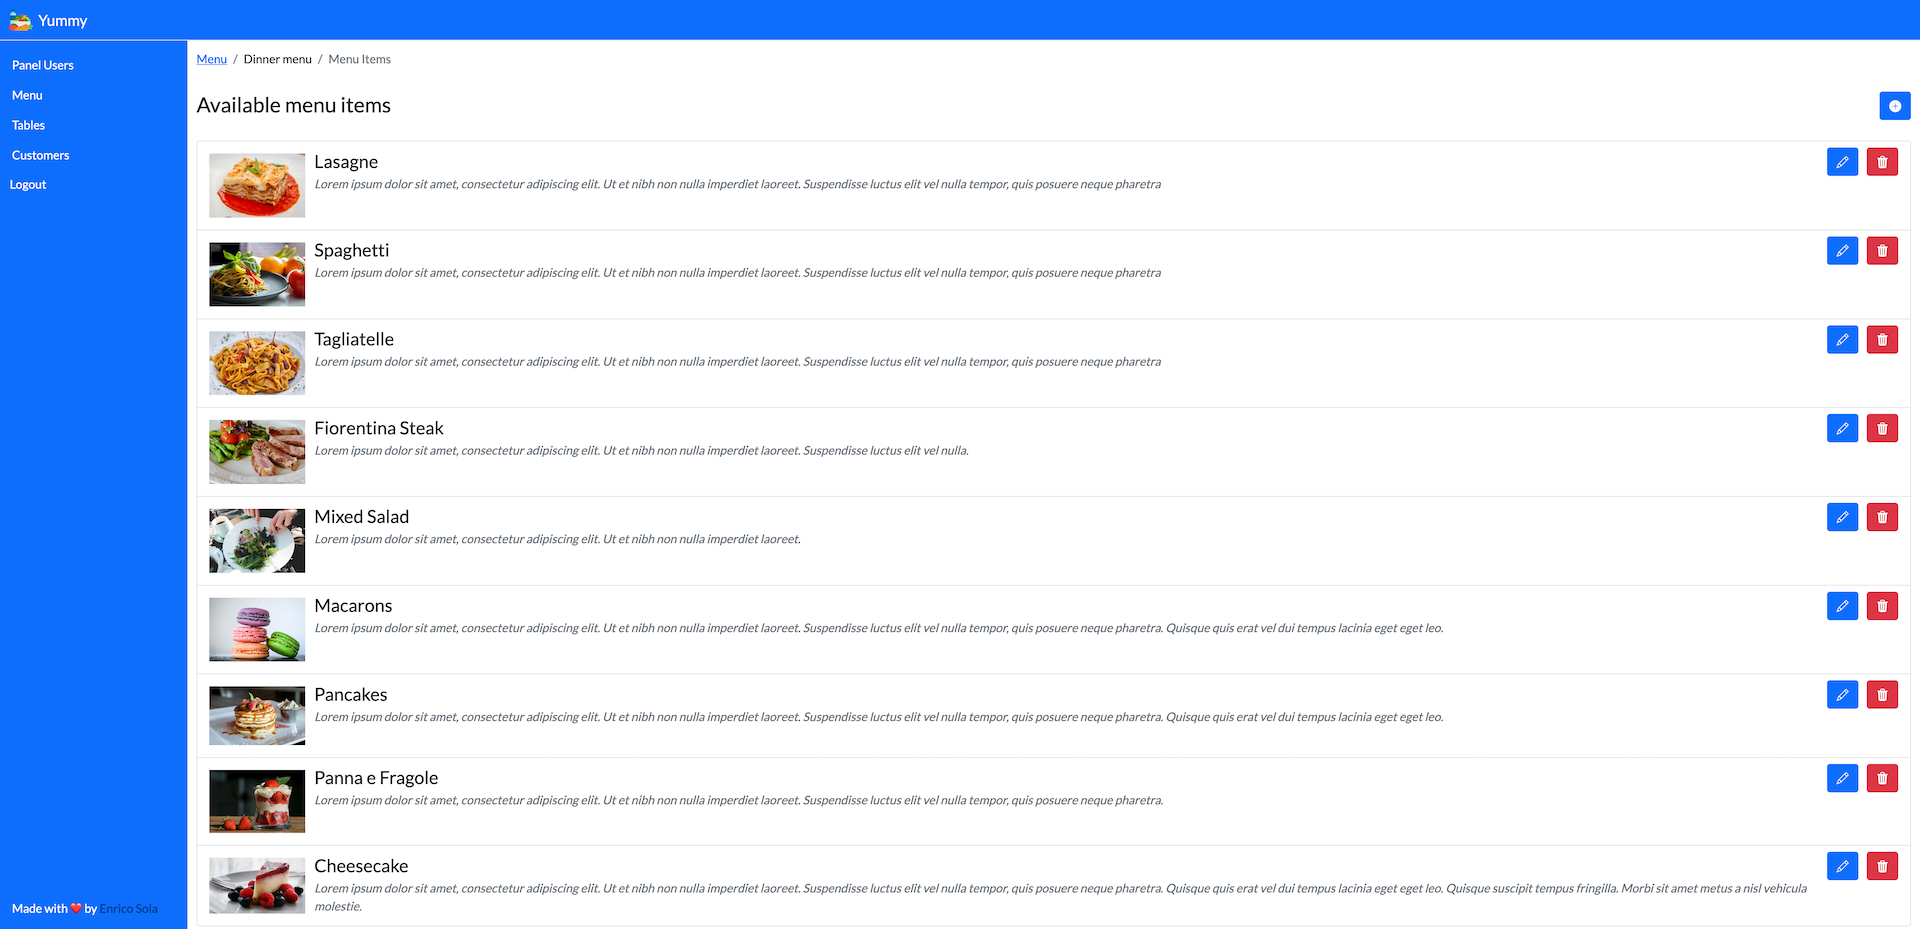 Yummy
Panel Users
Menu
Tables
Customers
Logout
Made with ❤️ by Enrico Sola
Menu / Dinner menu / Menu Items
Available menu items
Lasagne
Lorem ipsum dolor sit amet, consectetur adipiscing elit. Ut et nibh non nulla imperdiet laoreet. Suspendisse luctus elit vel nulla tempor, quis posuere neque pharetra
Spaghetti
Lorem ipsum dolor sit amet, consectetur adipiscing elit. Ut et nibh non nulla imperdiet laoreet. Suspendisse luctus elit vel nulla tempor, quis posuere neque pharetra
Tagliatelle
Lorem ipsum dolor sit amet, consectetur adipiscing elit. Ut et nibh non nulla imperdiet laoreet. Suspendisse luctus elit vel nulla tempor, quis posuere neque pharetra
Fiorentina Steak
Lorem ipsum dolor sit amet, consectetur adipiscing elit. Ut et nibh non nulla imperdiet laoreet. Suspendisse luctus elit vel nulla.
Mixed Salad
Lorem ipsum dolor sit amet, consectetur adipiscing elit. Ut et nibh non nulla imperdiet laoreet.
Macarons
Lorem ipsum dolor sit amet, consectetur adipiscing elit. Ut et nibh non nulla imperdiet laoreet. Suspendisse luctus elit vel nulla tempor, quis posuere neque pharetra. Quisque quis erat vel dui tempus lacinia eget eget leo.
Pancakes
Lorem ipsum dolor sit amet, consectetur adipiscing elit. Ut et nibh non nulla imperdiet laoreet. Suspendisse luctus elit vel nulla tempor, quis posuere neque pharetra. Quisque quis erat vel dui tempus lacinia eget eget leo.
Panna e Fragole
Lorem ipsum dolor sit amet, consectetur adipiscing elit. Ut et nibh non nulla imperdiet laoreet. Suspendisse luctus elit vel nulla tempor, quis posuere neque pharetra.
Cheesecake
Lorem ipsum dolor sit amet, consectetur adipiscing elit. Ut et nibh non nulla imperdiet laoreet. Suspendisse luctus elit vel nulla tempor, quis posuere neque pharetra. Quisque quis erat vel dui tempus lacinia eget eget leo. Quisque suscipit tempus fringilla. Morbi sit amet metus a nisl vehicula
molestie.